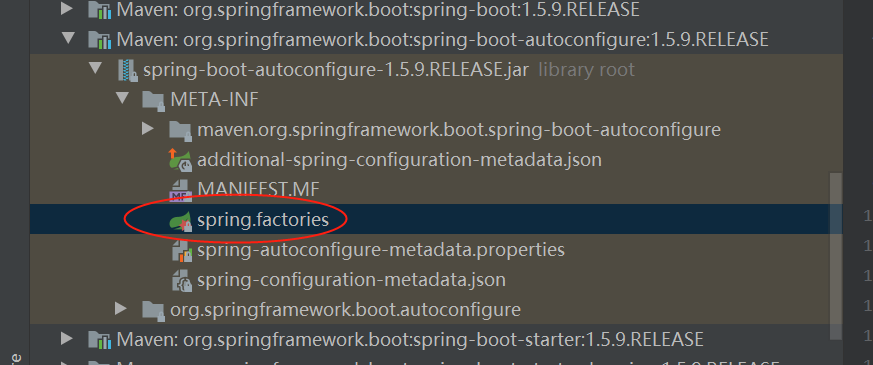 Maven: org.springframework.boot:spring-boot:1.5.9.RELEASE
Maven: org.springframework.boot:spring-boot-autoconfigure:1.5.9.RELEASE
spring-boot-autoconfigure-1.5.9.RELEASE.jar library root
META-INF
maven.org.springframework.boot.spring-boot-autoconfigure
additional-spring-configuration-metadata.json
MANIFEST.MF
spring.factories
spring-autoconfigure-metadata.properties
spring-configuration-metadata.json
org.springframework.boot.autoconfigure
Maven: org.springframework.boot:spring-boot-starter:1.5.9.RELEASE